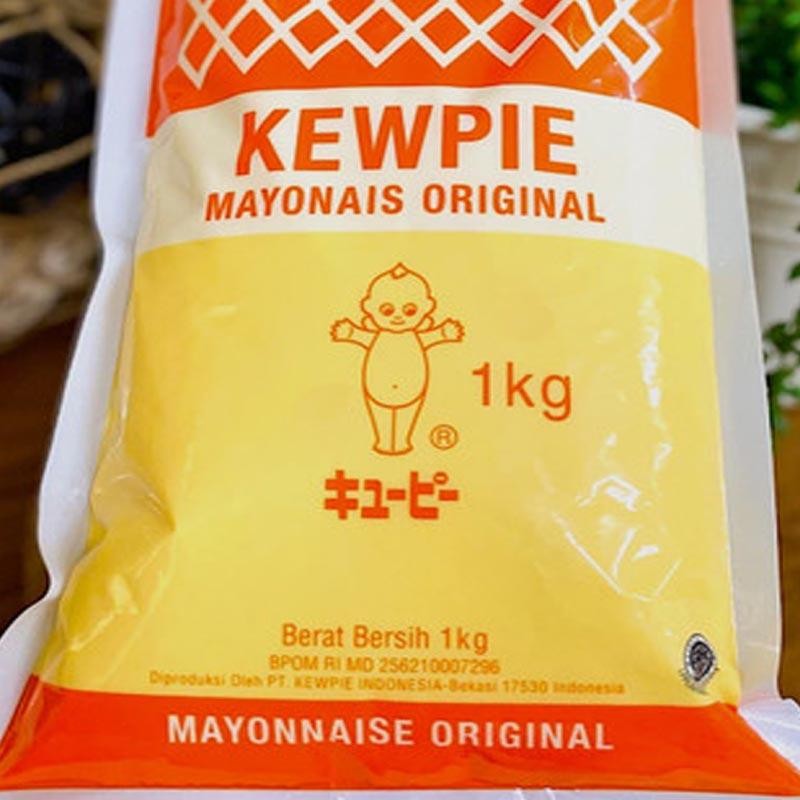 KEWPIE
MAYONAIS ORIGINAL
1kg
®
キューピー
Berat Bersih 1kg
BPOM RI MD 256210007296
Diproduksi Oleh PT. KEWPIE INDONESIA-Bekasi 17530 Indonesia
MAYONNAISE ORIGINAL